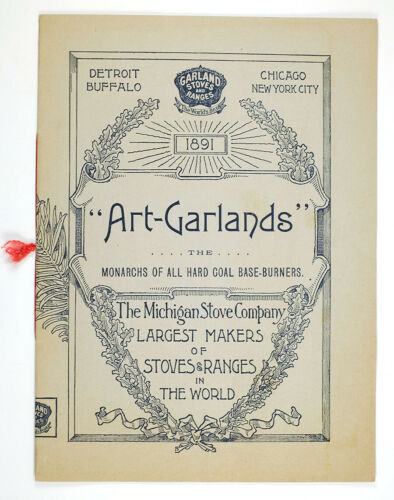 DETROIT
BUFFALO
GARLAND
STOVES
AND
RANGES
CHICAGO
NEW YORK CITY
1891
"Art-Garlands"
....THE....
MONARCHS OF ALL HARD COAL BASE-BURNERS.
The Michigan Stove Company
LARGEST MAKERS
OF
STOVES & RANGES
IN
THE WORLD